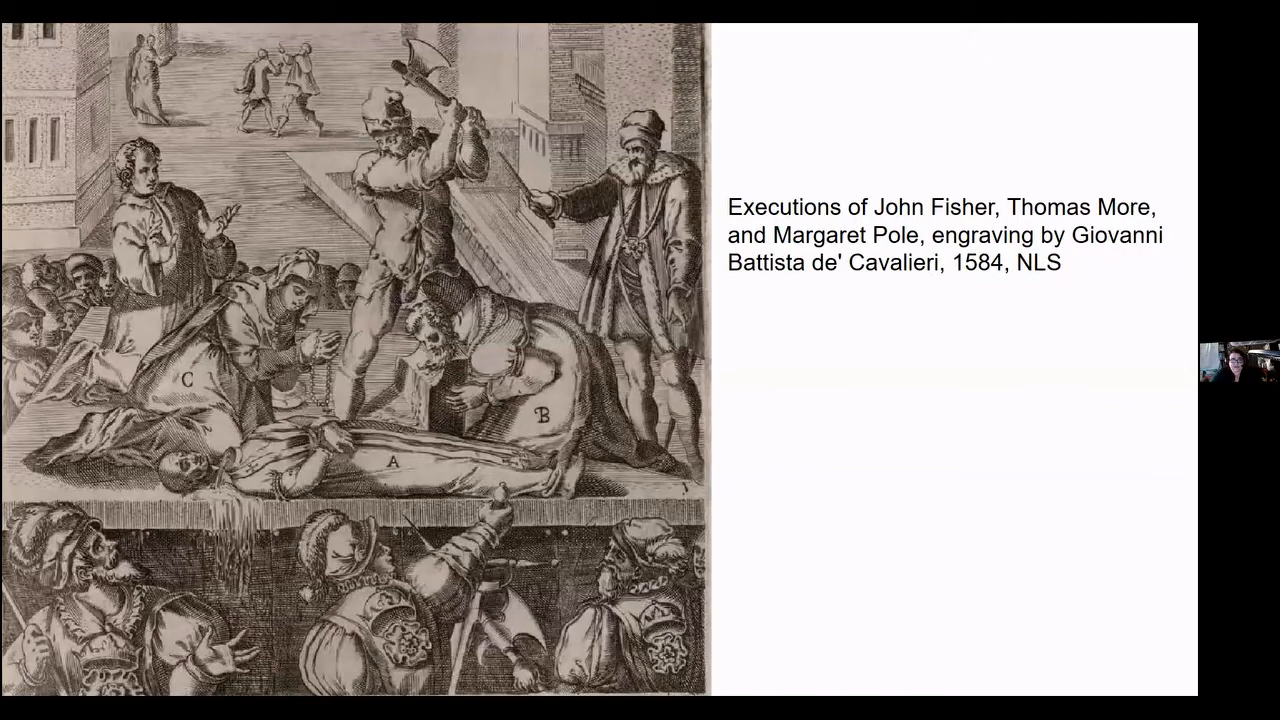 C
B
A
Executions of John Fisher, Thomas More,
and Margaret Pole, engraving by Giovanni
Battista de' Cavalieri, 1584, NLS